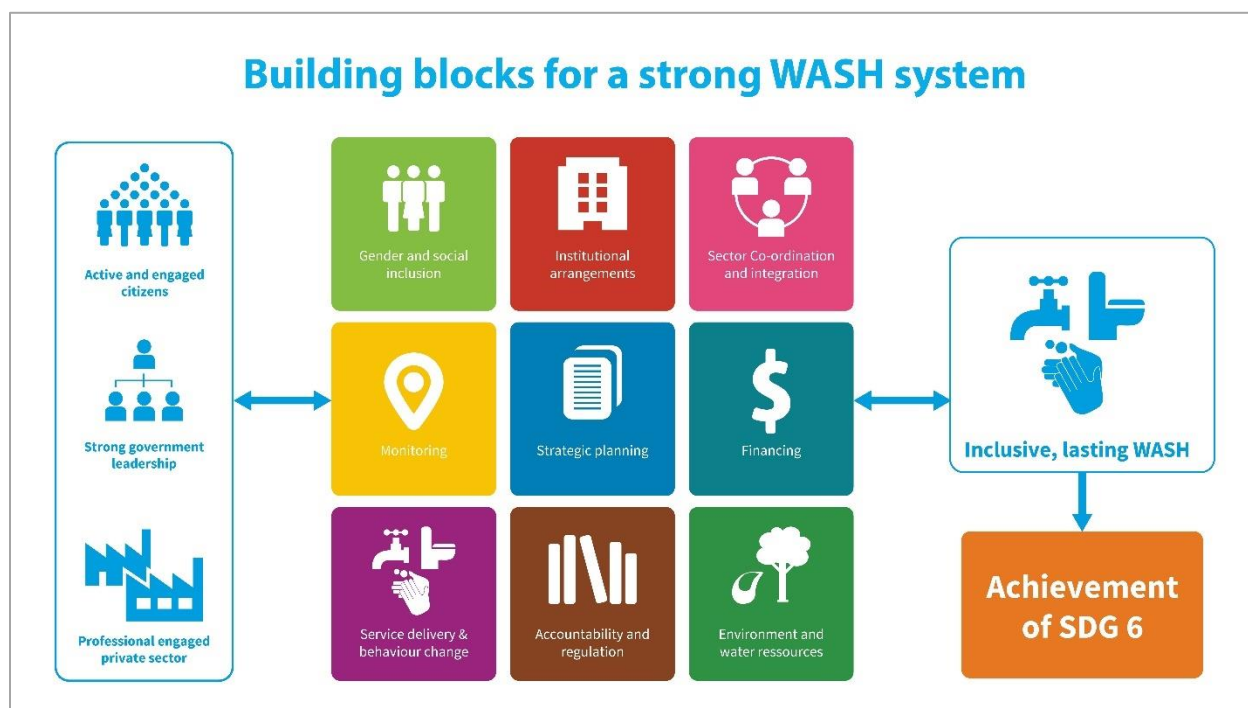 Building blocks for a strong WASH system
Active and engaged
citizens
Strong government
leadership
Professional engaged
private sector
Gender and social
inclusion
Institutional
arrangements
Sector Co-ordination
and integration
Monitoring
Strategic planning
$
Financing
Service delivery &
behaviour change
Accountability and
regulation
Environment and
water ressources
Inclusive, lasting WASH
Achievement
of SDG 6